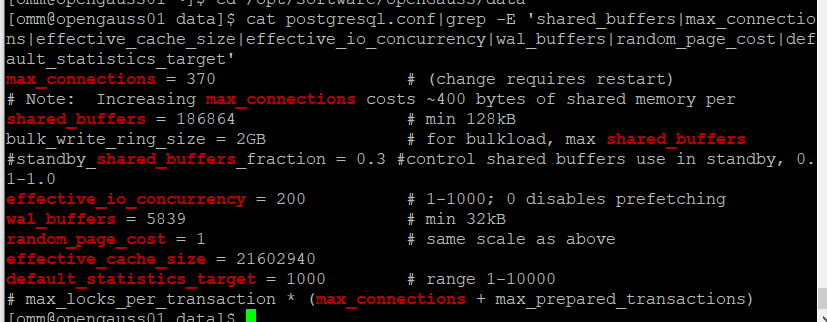 [omm@opengauss01 ~]$ cd /opt/software/openGauss/data
[omm@opengauss01 data]$ cat postgresql.conf|grep -E 'shared_buffers|max_connectio
ns|effective_cache_size|effective_io_concurrency|wal_buffers|random_page_cost|def
ault_statistics_target'
max_connections = 370                   # (change requires restart)
# Note:  Increasing max_connections costs ~400 bytes of shared memory per
shared_buffers = 186864                 # min 128kB
bulk_write_ring_size = 2GB              # for bulkload, max shared_buffers
#standby_shared_buffers_fraction = 0.3 #control shared buffers use in standby, 0.
1-1.0
effective_io_concurrency = 200          # 1-1000; 0 disables prefetching
wal_buffers = 5839                      # min 32kB
random_page_cost = 1                    # same scale as above
effective_cache_size = 21602940
default_statistics_target = 1000        # range 1-10000
# max_locks_per_transaction * (max_connections + max_prepared_transactions)
[omm@opengauss01 data]$